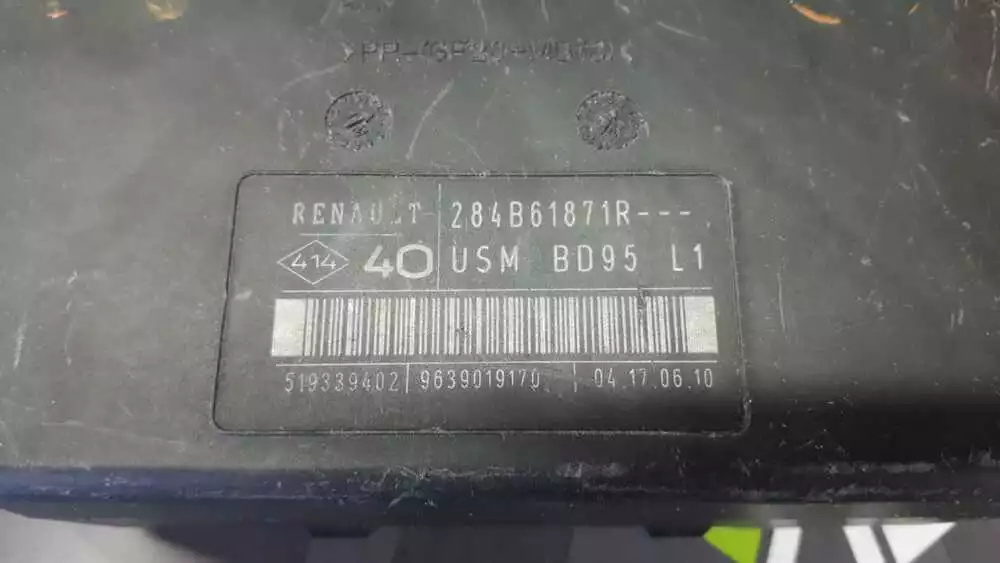 RENAULT 284B61871R---
414 40 USM BD95 L1
519339402 9639019170 04.17.06.10